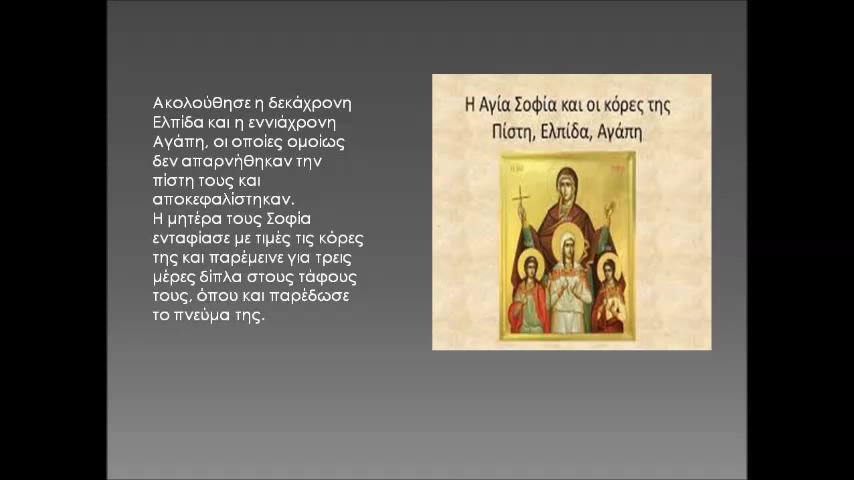 Ακολούθησε η δεκάχρονη
Ελπίδα και η εννιάχρονη
Αγάπη, οι οποίες ομοίως
δεν απαρνήθηκαν την
πίστη τους και
αποκεφαλίστηκαν.
Η μητέρα τους Σοφία
ενταφίασε με τιμές τις κόρες
της και παρέμεινε για τρεις
μέρες δίπλα στους τάφους
τους, όπου και παρέδωσε
το πνεύμα της.
Η Αγία Σοφία και οι κόρες της
Πίστη, Ελπίδα, Αγάπη